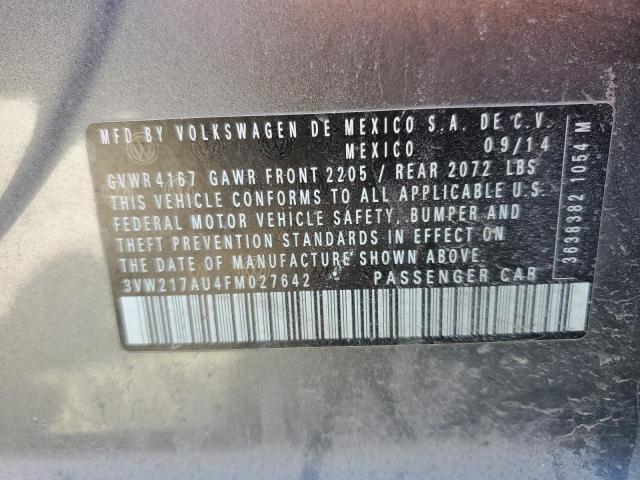 MFD BY VOLKSWAGEN DE MEXICO S.A. DE C.V.
MEXICO 09/14
GVWR 4167 GAWR FRONT 2205 / REAR 2072 LBS
THIS VEHICLE CONFORMS TO ALL APPLICABLE U.S.
FEDERAL MOTOR VEHICLE SAFETY, BUMPER AND
THEFT PREVENTION STANDARDS IN EFFECT ON
THE DATE OF MANUFACTURE SHOWN ABOVE.
3VW217AU4FM027642 PASSENGER CAR
3638382 1054 M